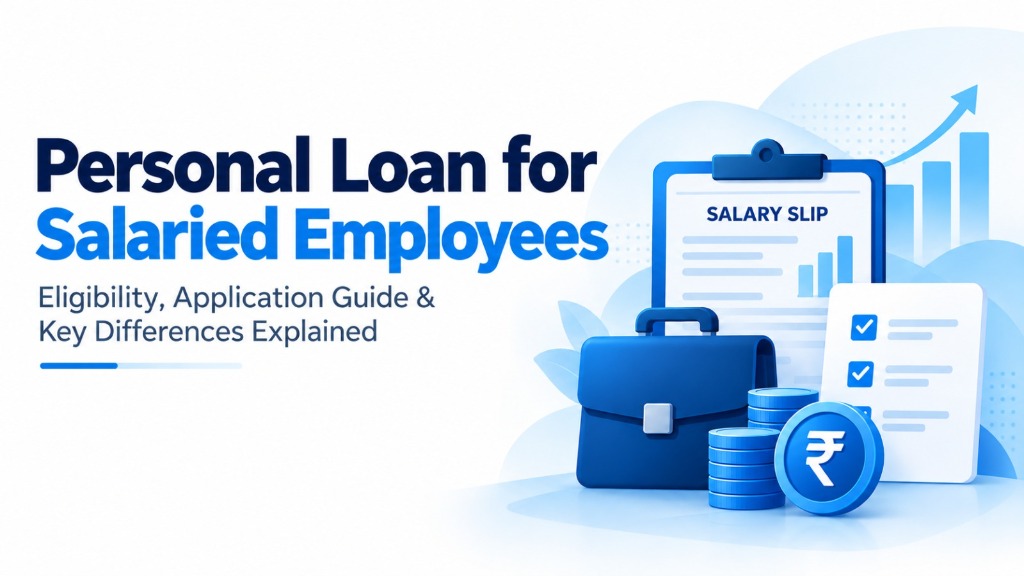 Personal Loan for
Salaried Employees
Eligibility, Application Guide &
Key Differences Explained
SALARY SLIP
₹